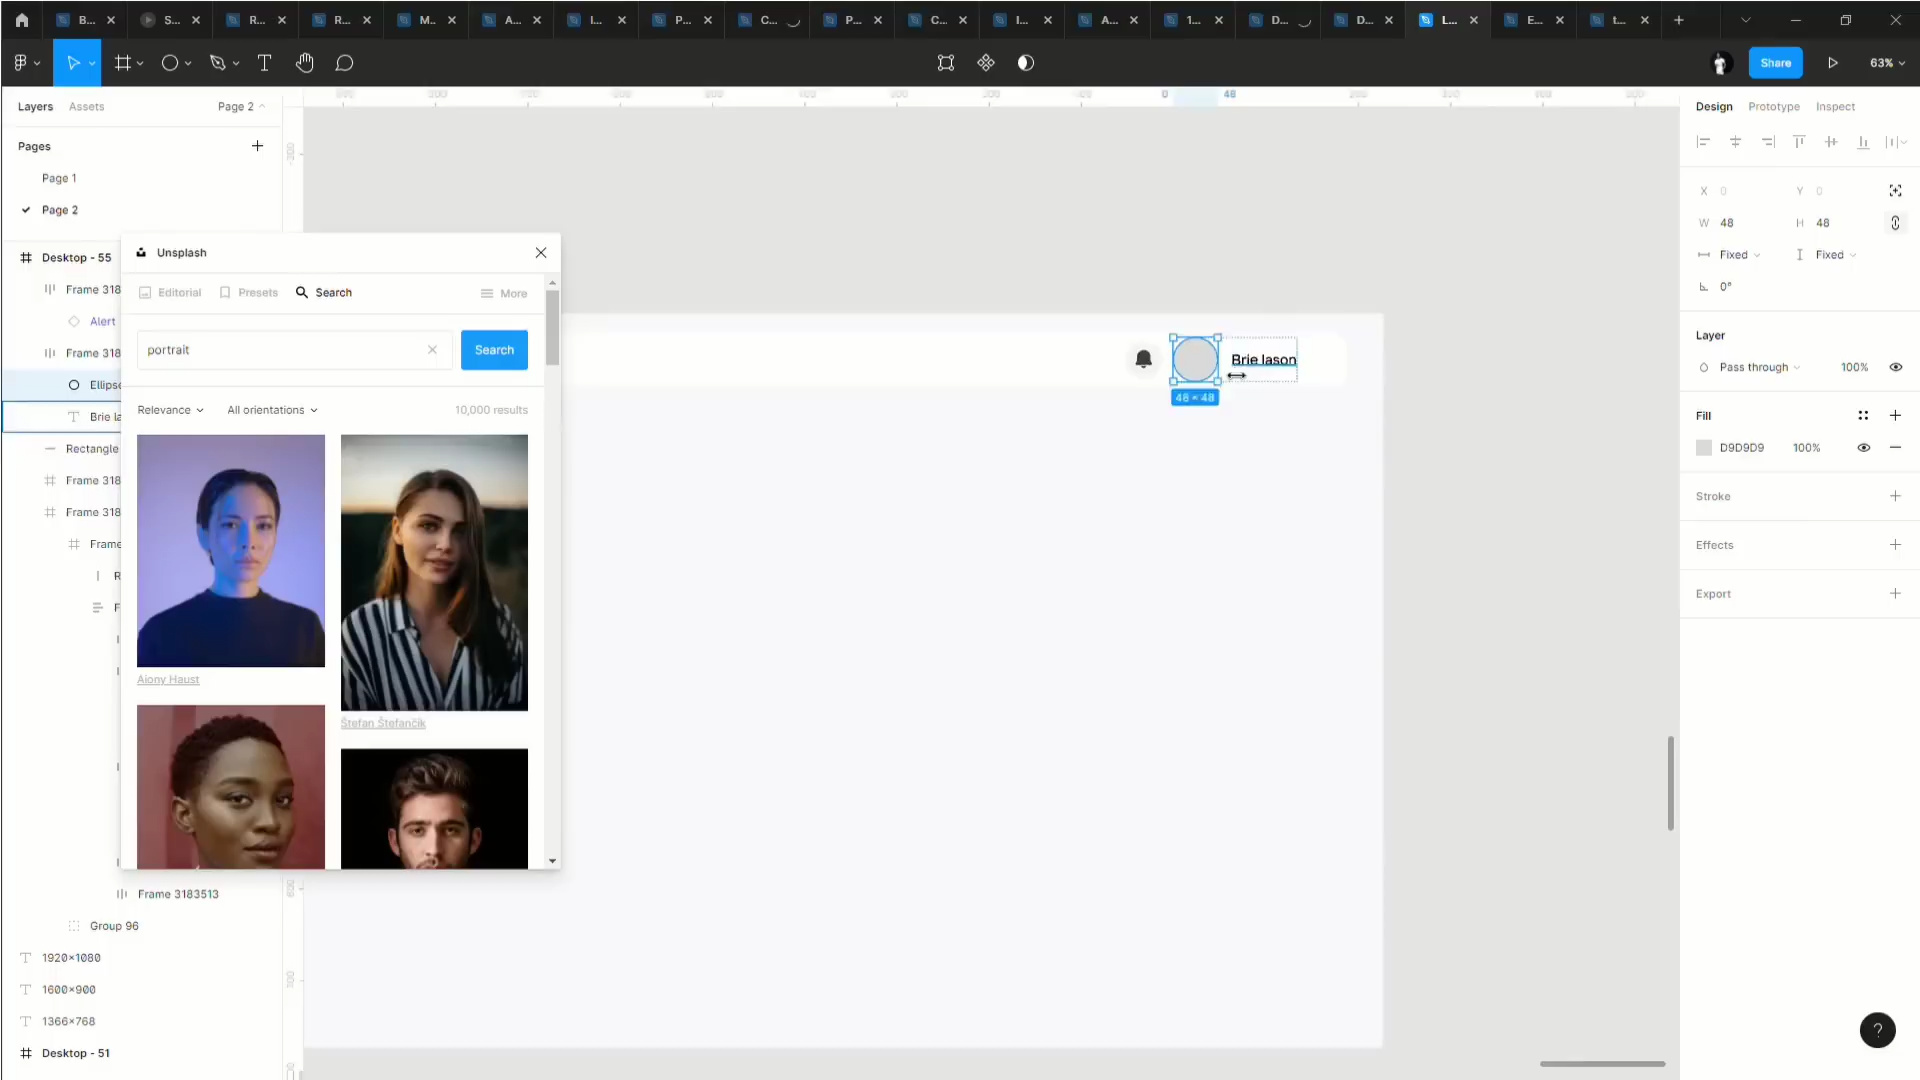 B...
S...
R...
R...
M...
A...
I...
P...
C...
P...
C...
I...
A...
1...
D...
D...
L...
E...
t...
Share
63%
Layers
Assets
Page 2
Pages
Page 1
Page 2
Desktop - 55
Frame 318
Alert
Frame 318
Ellipse
Brie la
Rectangle
Frame 318
Frame 318
Frame
R
F
Frame 3183513
Group 96
1920×1080
1600×900
1366×768
Desktop - 51
Unsplash
Editorial
Presets
Search
More
portrait
Search
Relevance
All orientations
10,000 results
Aiony Haust
Štefan Štefančík
0
48
Brie lason
48 × 48
Design
Prototype
Inspect
X 0
Y 0
W 48
H 48
Fixed
Fixed
0°
Layer
Pass through
100%
Fill
D9D9D9
100%
Stroke
Effects
Export
?